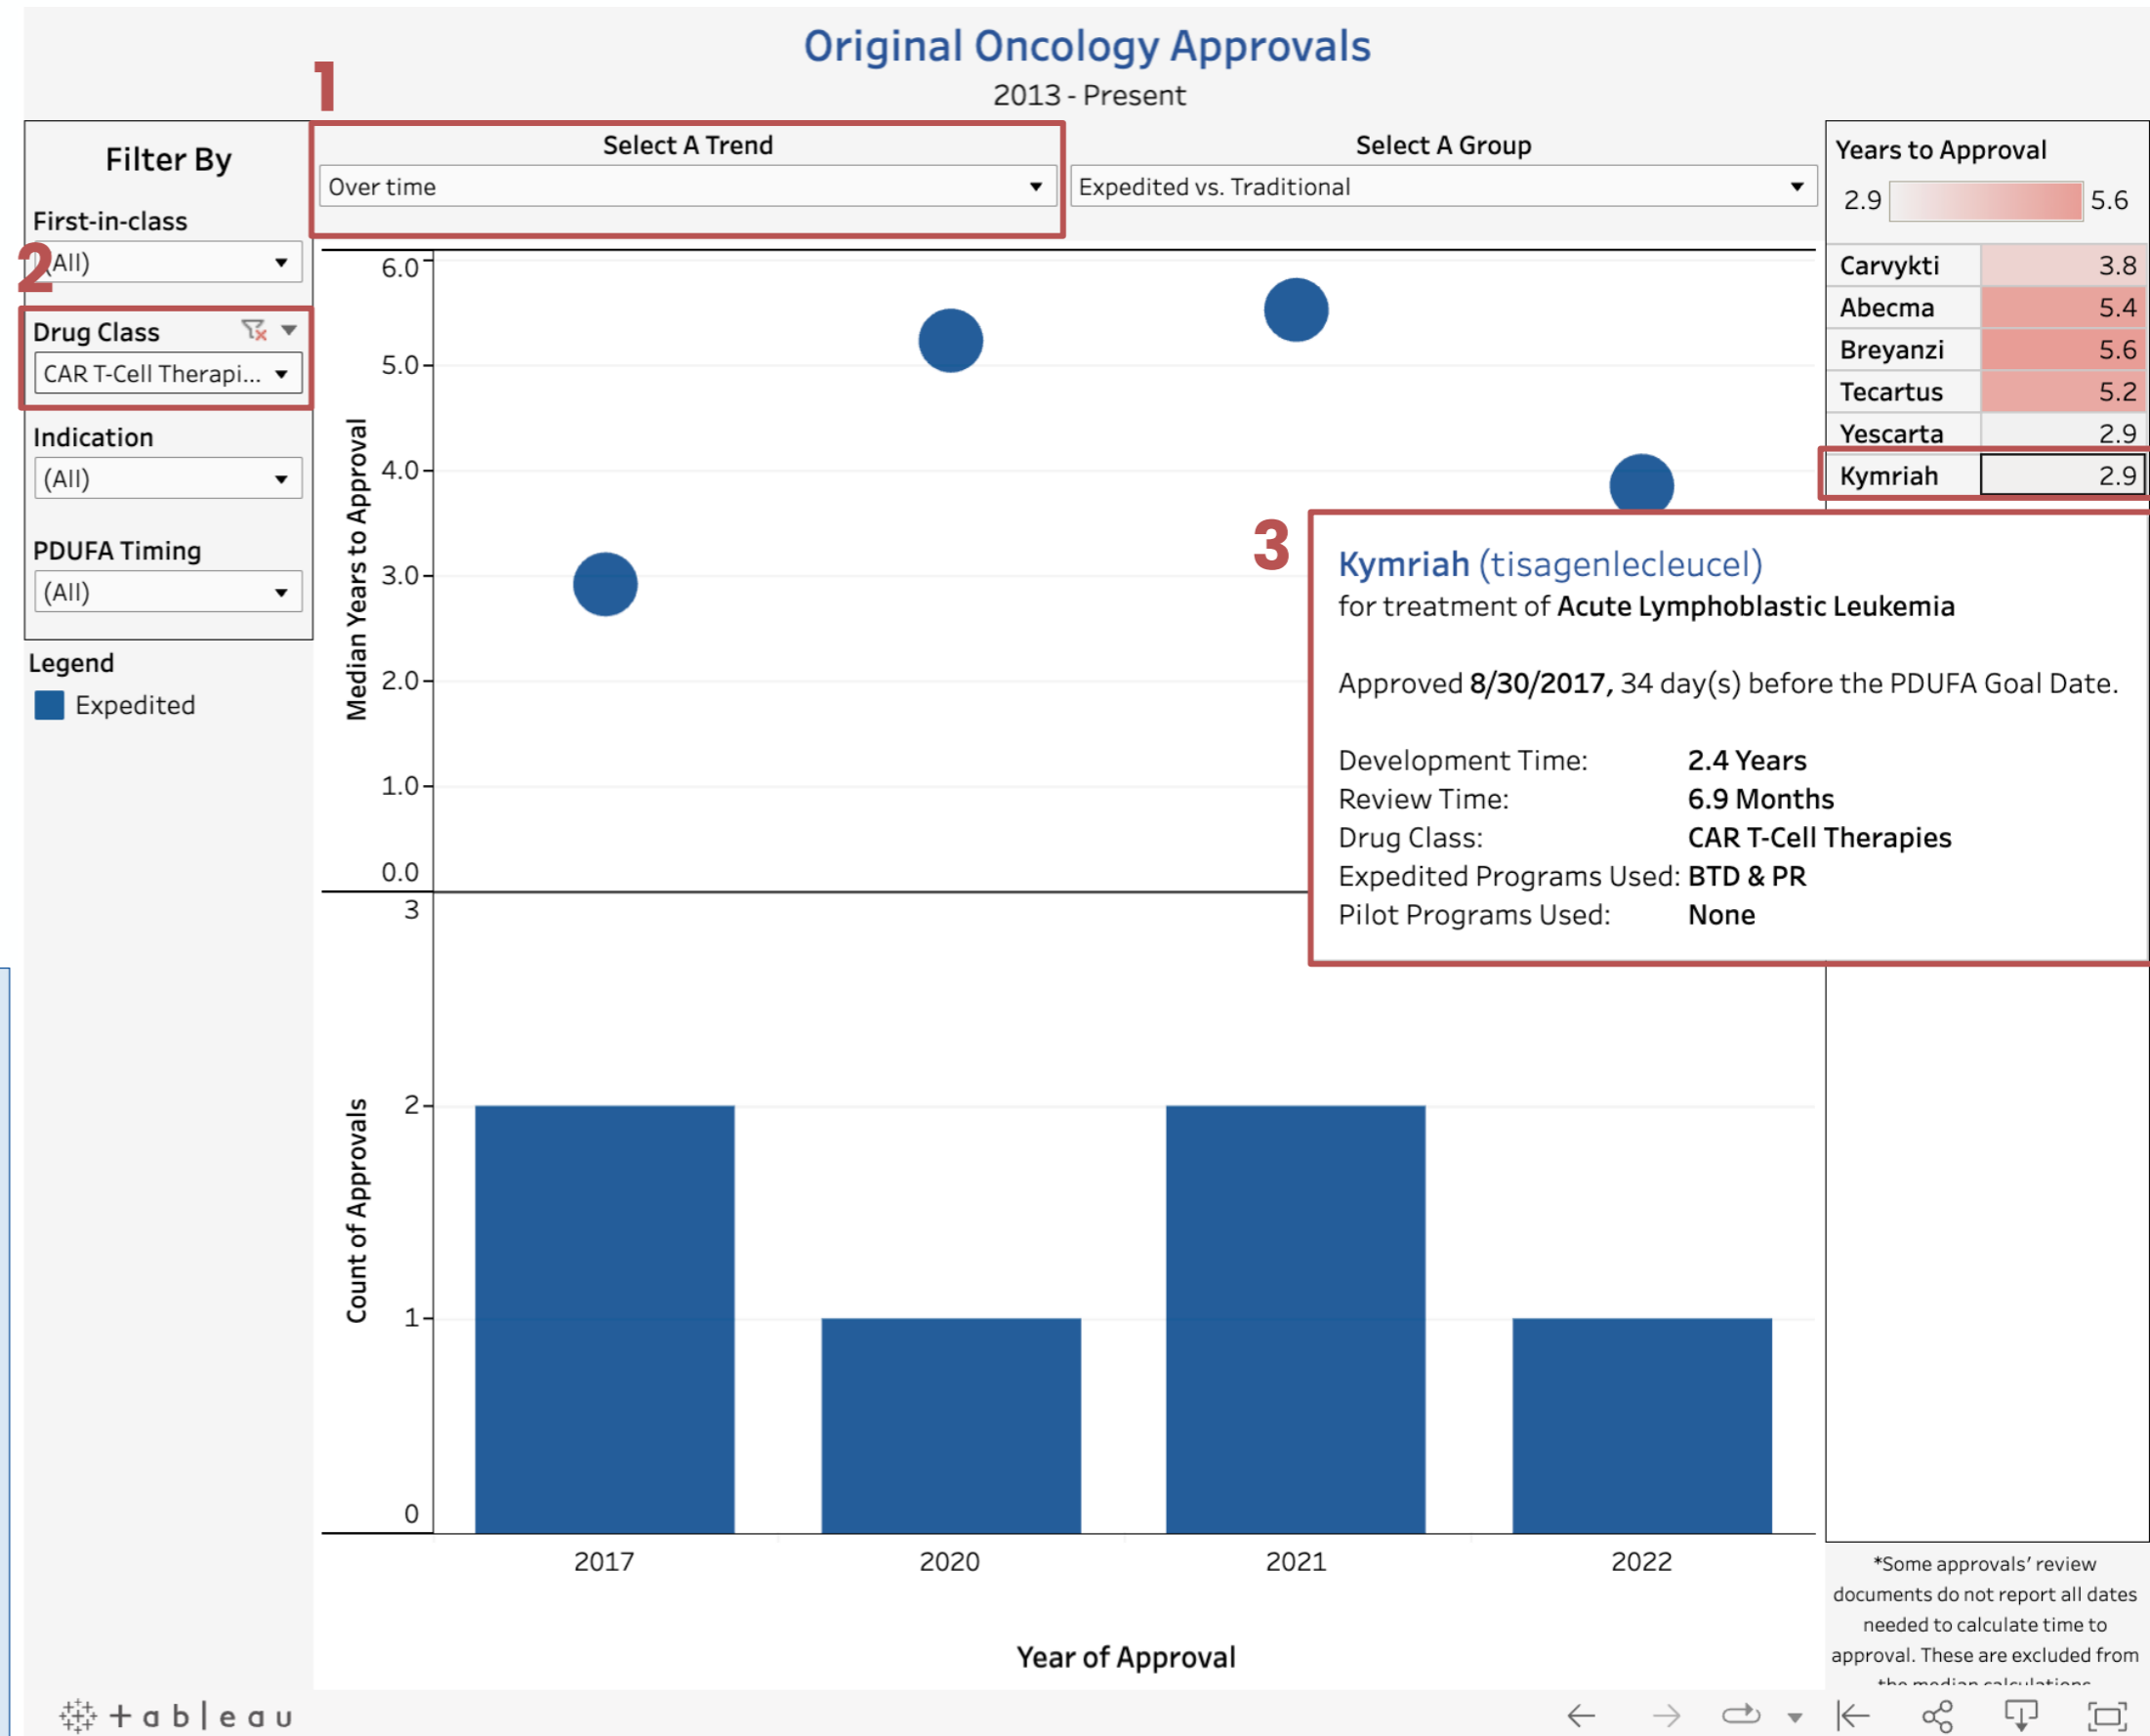 Original Oncology Approvals
2013 - Present
1
Filter By
First-in-class
(All)
2
Drug Class
CAR T-Cell Therapi...
Indication
(All)
PDUFA Timing
(All)
Legend
Expedited
Select A Trend
Over time
Select A Group
Expedited vs. Traditional
Median Years to Approval
6.0
5.0
4.0
3.0
2.0
1.0
0.0
Count of Approvals
3
2
1
0
2017 2020 2021 2022
Year of Approval
Years to Approval
2.9 5.6
Carvykti 3.8
Abecma 5.4
Breyanzi 5.6
Tecartus 5.2
Yescarta 2.9
Kymriah 2.9
3
Kymriah (tisagenlecleucel)
for treatment of Acute Lymphoblastic Leukemia
Approved 8/30/2017, 34 day(s) before the PDUFA Goal Date.
Development Time: 2.4 Years
Review Time: 6.9 Months
Drug Class: CAR T-Cell Therapies
Expedited Programs Used: BTD & PR
Pilot Programs Used: None
*Some approvals' review
documents do not report all dates
needed to calculate time to
approval. These are excluded from
the median calculations
+ a b l e a u